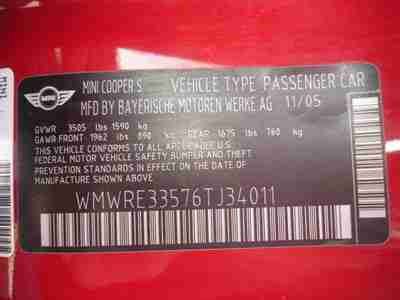 MINI
MINI COOPER S   VEHICLE TYPE PASSENGER CAR
MFD BY BAYERISCHE MOTOREN WERKE AG   11/05
GVWR   3505 lbs 1590 kg
GAWR FRONT 1962 lbs 890 kg   REAR 1675 lbs 760 kg
THIS VEHICLE CONFORMS TO ALL APPLICABLE U.S.
FEDERAL MOTOR VEHICLE SAFETY BUMPER AND THEFT
PREVENTION STANDARDS IN EFFECT ON THE DATE
OF MANUFACTURE SHOWN ABOVE
WMWRE33576TJ34011